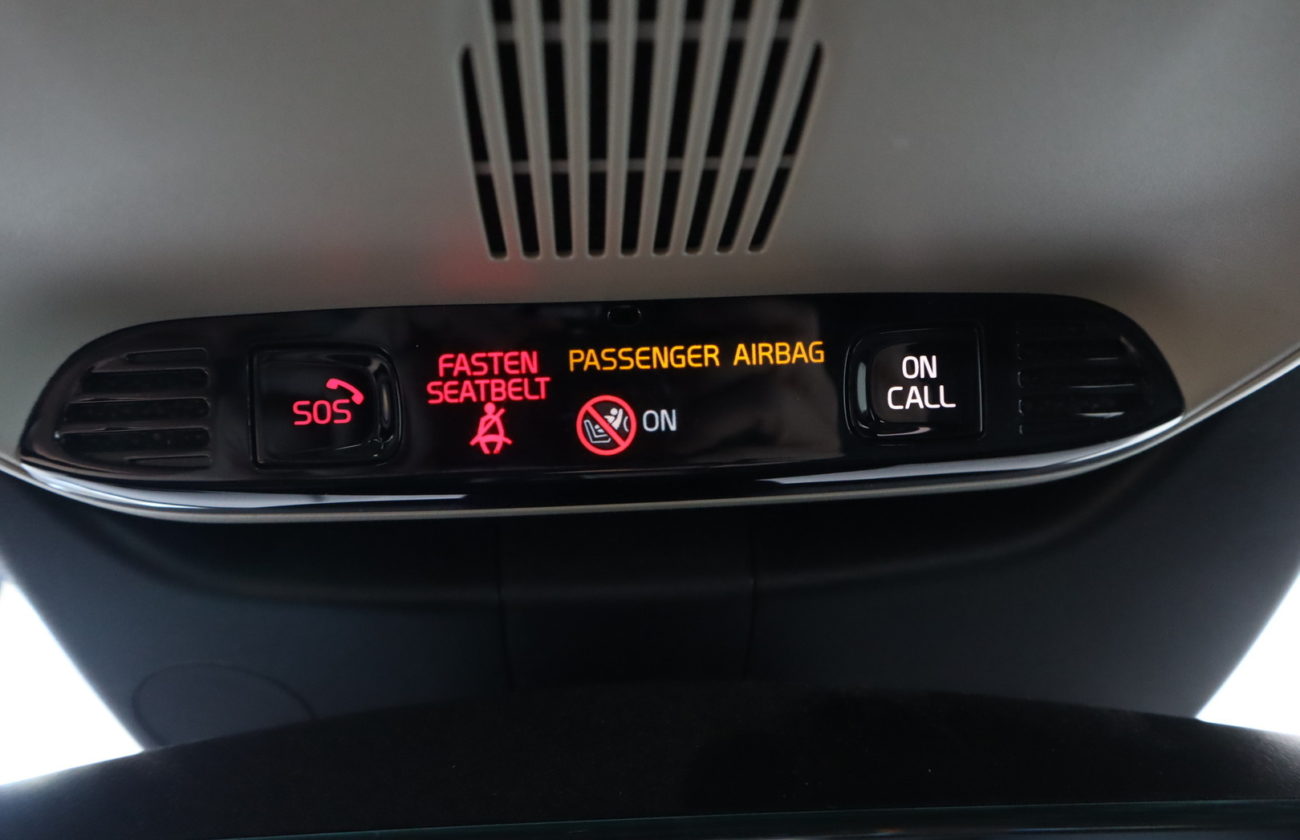 SOS
FASTEN
SEATBELT
PASSENGER AIRBAG
ON
ON
CALL